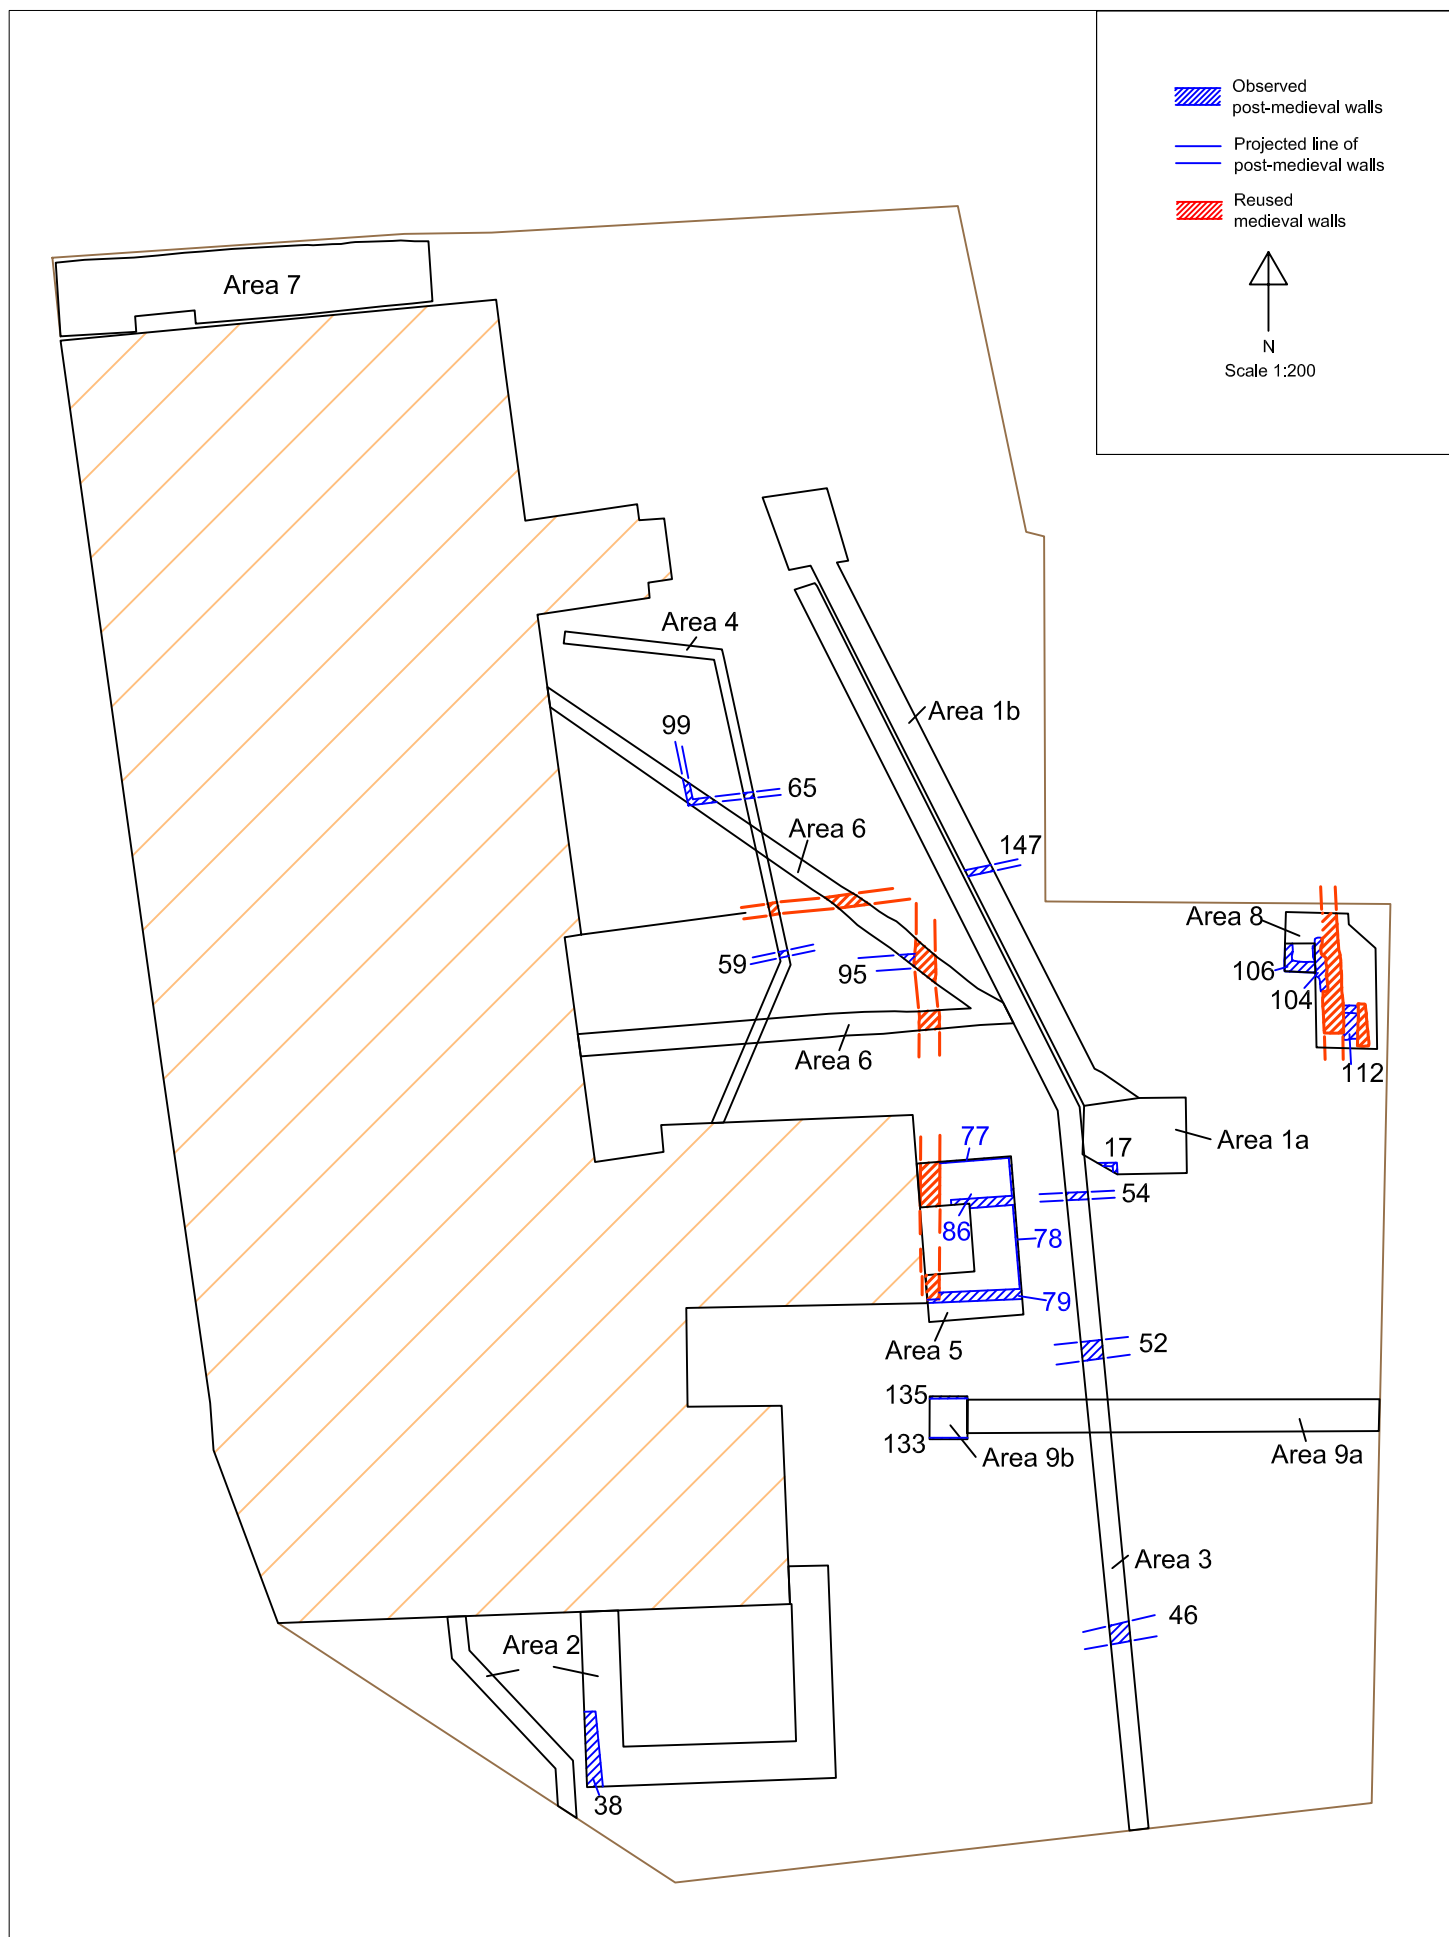 Observed
post-medieval walls
Projected line of
post-medieval walls
Reused
medieval walls
N
Scale 1:200
Area 7
Area 4
99
Area 1b
65
Area 6
147
Area 8
59
95
106
104
Area 6
112
77
17
Area 1a
54
86
78
79
52
Area 5
135
133
Area 9b
Area 9a
Area 3
46
Area 2
38